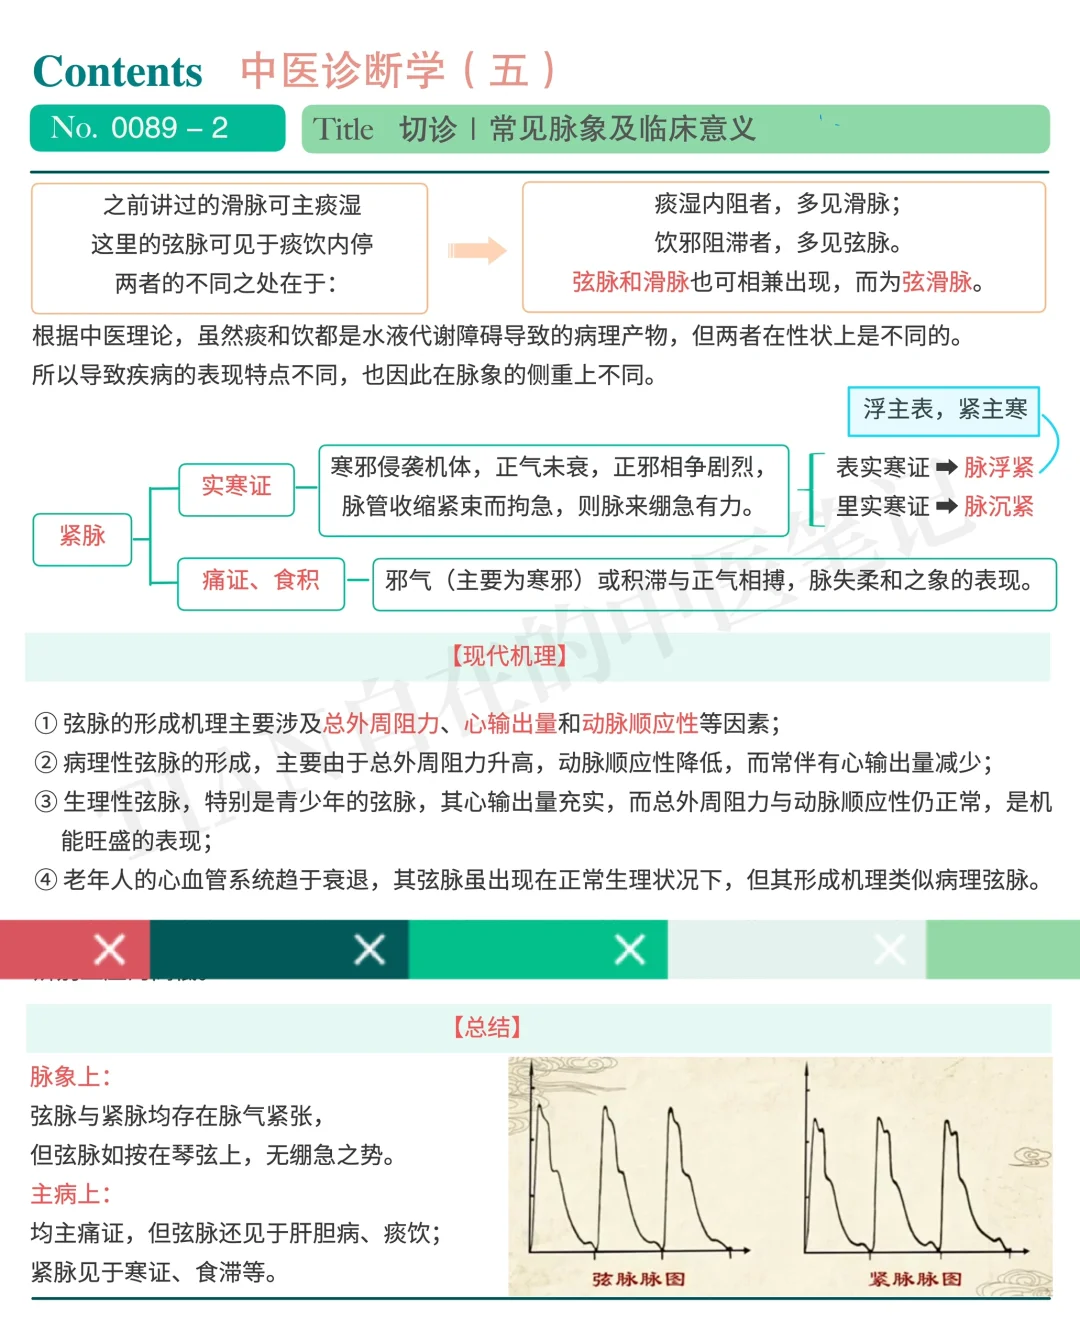 Contents 中医诊断学（五）
No. 0089 – 2
Title 切诊 | 常见脉象及临床意义
之前讲过的滑脉可主痰湿
这里的弦脉可见于痰饮内停
两者的不同之处在于：
痰湿内阻者，多见滑脉；
饮邪阻滞者，多见弦脉。
弦脉和滑脉也可相兼出现，而为弦滑脉。
根据中医理论，虽然痰和饮都是水液代谢障碍导致的病理产物，但两者在性状上是不同的。
所以导致疾病的表现特点不同，也因此在脉象的侧重上不同。
浮主表，紧主寒
紧脉
实寒证
寒邪侵袭机体，正气未衰，正邪相争剧烈，
脉管收缩紧束而拘急，则脉来绷急有力。
表实寒证➡脉浮紧
里实寒证➡脉沉紧
痛证、食积
邪气（主要为寒邪）或积滞与正气相搏，脉失柔和之象的表现。
【现代机理】
① 弦脉的形成机理主要涉及总外周阻力、心输出量和动脉顺应性等因素；
② 病理性弦脉的形成，主要由于总外周阻力升高，动脉顺应性降低，而常伴有心输出量减少；
③ 生理性弦脉，特别是青少年的弦脉，其心输出量充实，而总外周阻力与动脉顺应性仍正常，是机
能旺盛的表现；
④ 老年人的心血管系统趋于衰退，其弦脉虽出现在正常生理状况下，但其形成机理类似病理弦脉。
【总结】
脉象上：
弦脉与紧脉均存在脉气紧张，
但弦脉如按在琴弦上，无绷急之势。
主病上：
均主痛证，但弦脉还见于肝胆病、痰饮；
紧脉见于寒证、食滞等。
弦脉脉图
紧脉脉图
TIAN自在的中医笔记